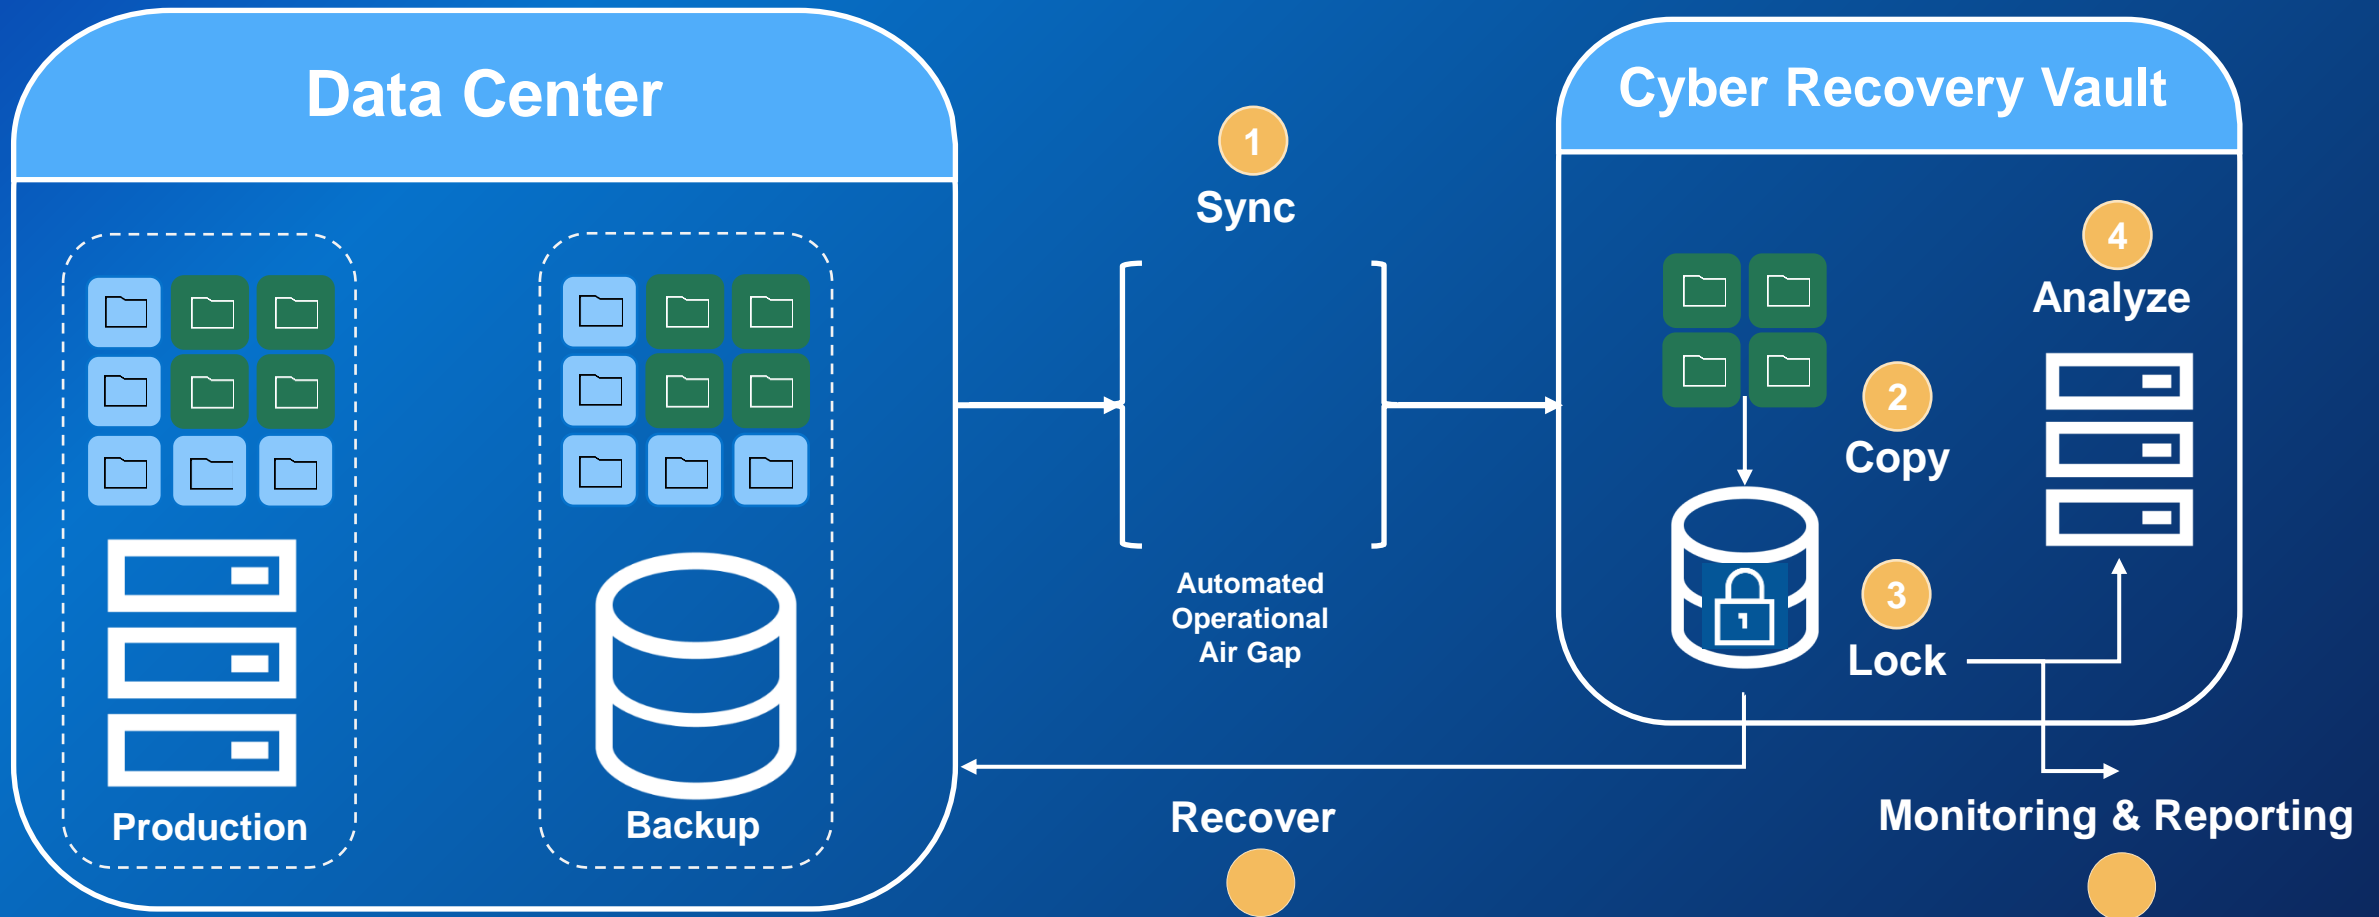 Data Center
Production
Backup
1
Sync
Automated
Operational
Air Gap
Recover
Cyber Recovery Vault
2
Copy
3
Lock
4
Analyze
Monitoring & Reporting